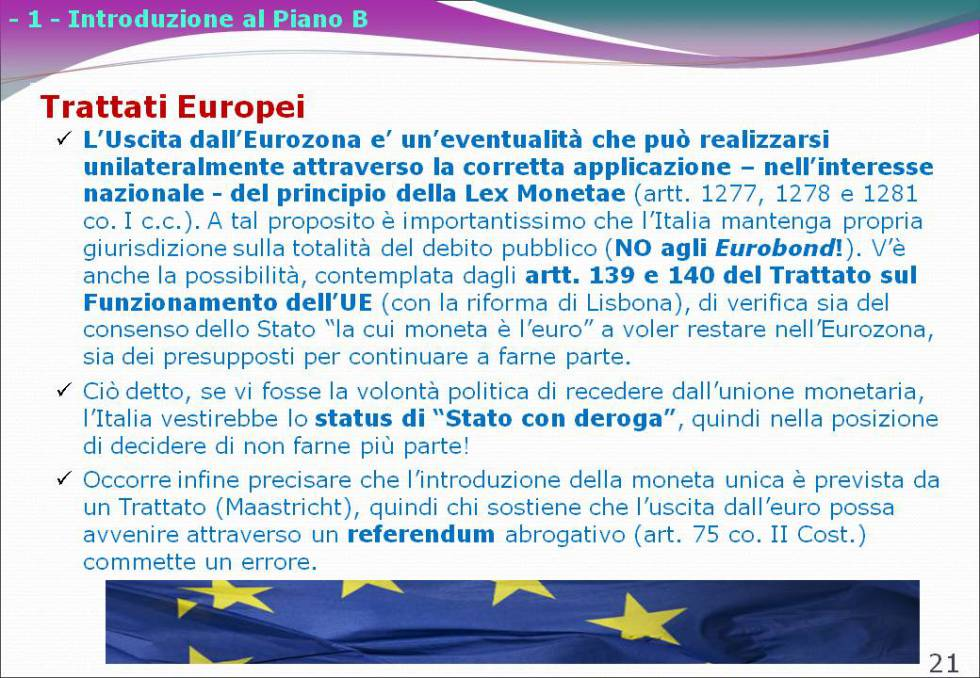 - 1 - Introduzione al Piano B
Trattati Europei
✓ L’Uscita dall’Eurozona e’ un’eventualità che può realizzarsi
unilateralmente attraverso la corretta applicazione – nell’interesse
nazionale - del principio della Lex Monetae (artt. 1277, 1278 e 1281
co. I c.c.). A tal proposito è importantissimo che l’Italia mantenga propria
giurisdizione sulla totalità del debito pubblico (NO agli Eurobond!). V’è
anche la possibilità, contemplata dagli artt. 139 e 140 del Trattato sul
Funzionamento dell’UE (con la riforma di Lisbona), di verifica sia del
consenso dello Stato “la cui moneta è l’euro” a voler restare nell’Eurozona,
sia dei presupposti per continuare a farne parte.
✓ Ciò detto, se vi fosse la volontà politica di recedere dall’unione monetaria,
l’Italia vestirebbe lo status di “Stato con deroga”, quindi nella posizione
di decidere di non farne più parte!
✓ Occorre infine precisare che l’introduzione della moneta unica è prevista da
un Trattato (Maastricht), quindi chi sostiene che l’uscita dall’euro possa
avvenire attraverso un referendum abrogativo (art. 75 co. II Cost.)
commette un errore.
21